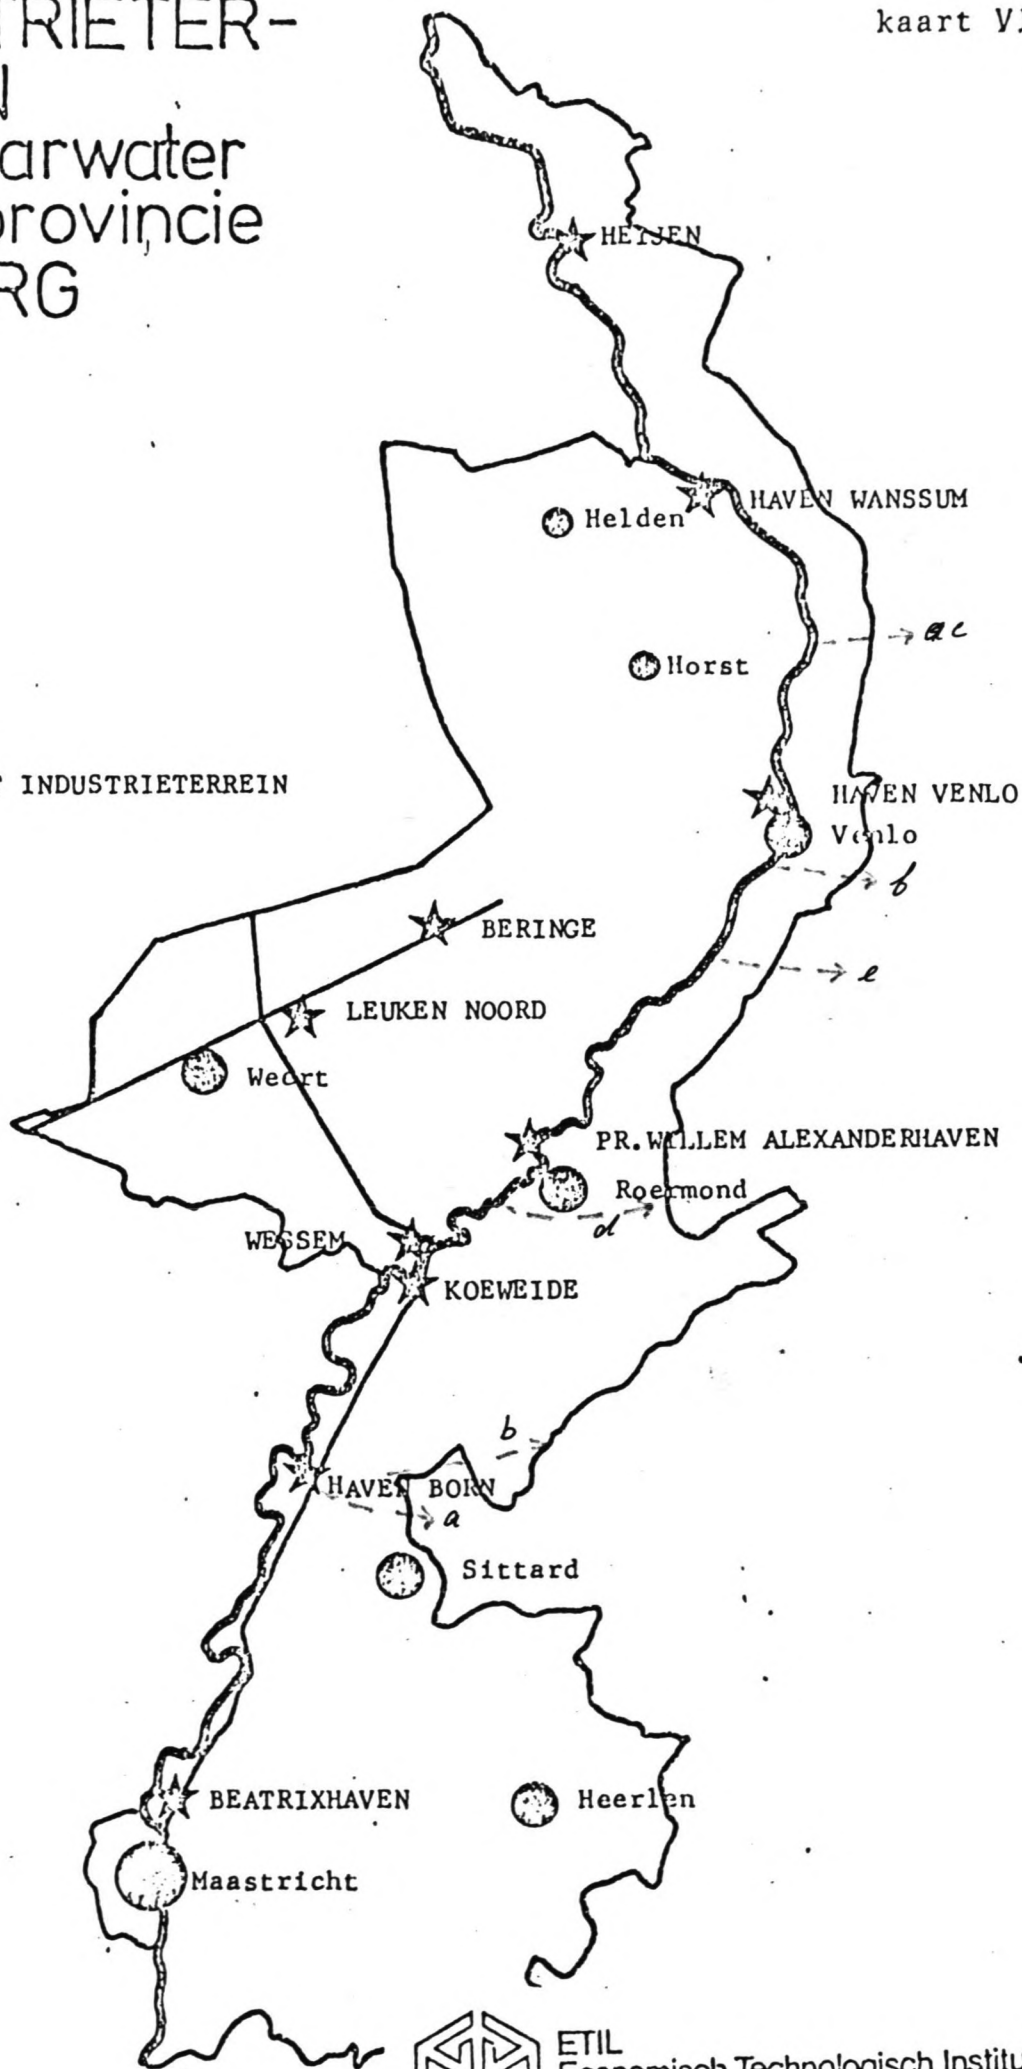 TRIETER-
N
arwater
provincie
RG
kaart V
HEIJEN
HAVEN WANSSUM
Helden
ac
Horst
INDUSTRIETERREIN
HAVEN VENLO
Venlo
f
BERINGE
e
LEUKEN NOORD
Weert
PR.WILLEM ALEXANDERHAVEN
Roermond
d
WESSEM
KOEWEIDE
b
HAVEN BORN
a
Sittard
BEATRIXHAVEN
Heerlen
Maastricht
ETIL
Economisch Technologisch Institu